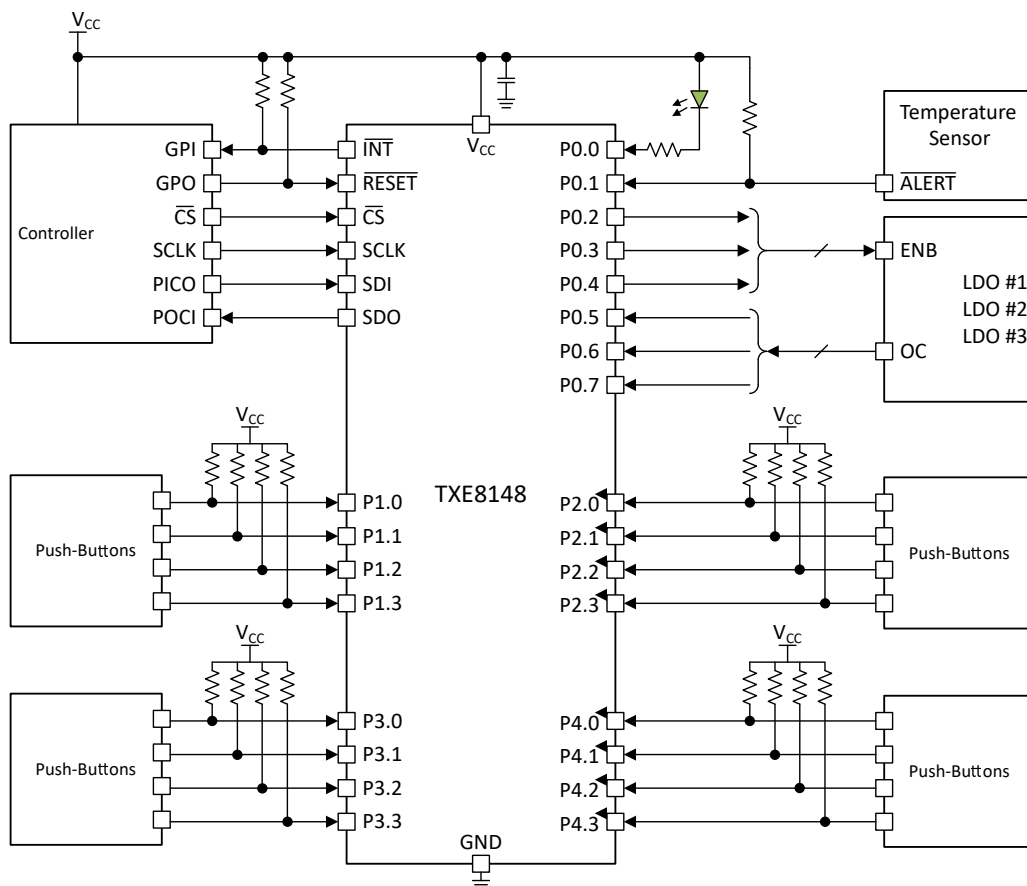 VCC
Controller
GPI
GPO
CS
SCLK
PICO
POCI
INT
RESET
CS
SCLK
SDI
SDO
VCC
P0.0
P0.1
P0.2
P0.3
P0.4
P0.5
P0.6
P0.7
Temperature
Sensor
ALERT
ENB
OC
LDO #1
LDO #2
LDO #3
TXE8148
VCC
Push-Buttons
P1.0
P1.1
P1.2
P1.3
VCC
P2.0
P2.1
P2.2
P2.3
Push-Buttons
VCC
Push-Buttons
P3.0
P3.1
P3.2
P3.3
VCC
P4.0
P4.1
P4.2
P4.3
Push-Buttons
GND